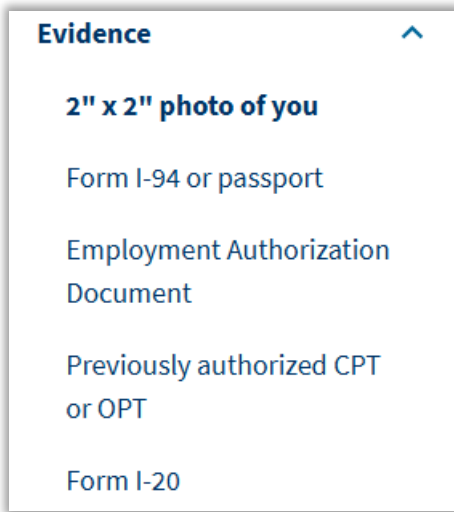 Evidence
2" x 2" photo of you
Form I-94 or passport
Employment Authorization
Document
Previously authorized CPT
or OPT
Form I-20